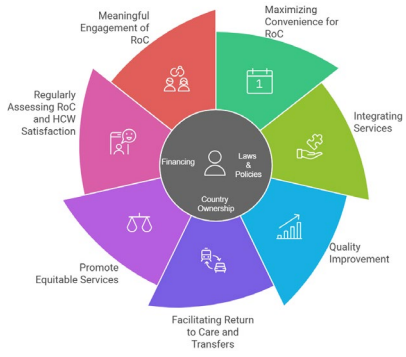 Meaningful
Engagement of
RoC
Maximizing
Convenience for
RoC
Regularly
Assessing RoC
and HCW
Satisfaction
1
Integrating
Services
Financing
Laws
&
Policies
Country
Ownership
Quality
Improvement
Promote
Equitable Services
Facilitating Return
to Care and
Transfers